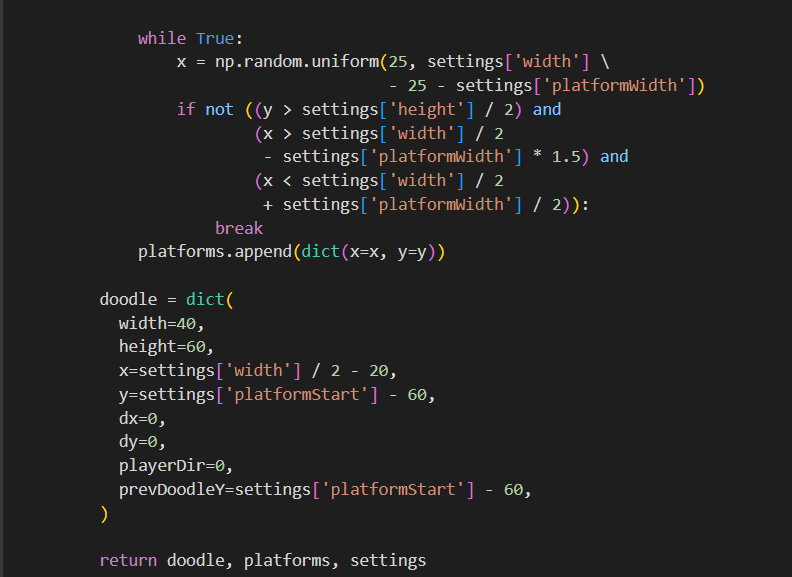 while True:
x = np.random.uniform(25, settings['width'] \
- 25 - settings['platformWidth'])
if not ((y > settings['height'] / 2) and
(x > settings['width'] / 2
- settings['platformWidth'] * 1.5) and
(x < settings['width'] / 2
+ settings['platformWidth'] / 2)):
break
platforms.append(dict(x=x, y=y))
doodle = dict(
width=40,
height=60,
x=settings['width'] / 2 - 20,
y=settings['platformStart'] - 60,
dx=0,
dy=0,
playerDir=0,
prevDoodleY=settings['platformStart'] - 60,
)
return doodle, platforms, settings